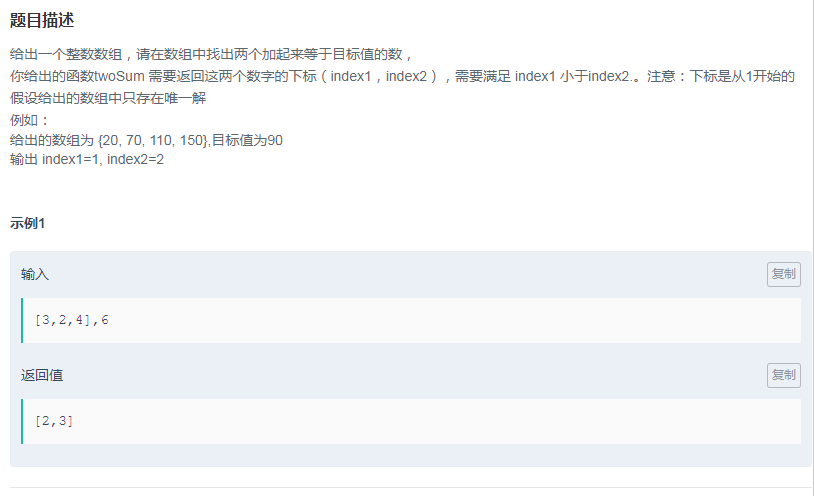 题目描述
给出一个整数数组，请在数组中找出两个加起来等于目标值的数，
你给出的函数twoSum 需要返回这两个数字的下标（index1，index2），需要满足 index1 小于index2.。注意：下标是从1开始的
假设给出的数组中只存在唯一解
例如：
给出的数组为 {20, 70, 110, 150},目标值为90
输出 index1=1, index2=2
示例1
输入
复制
[3,2,4],6
返回值
复制
[2,3]